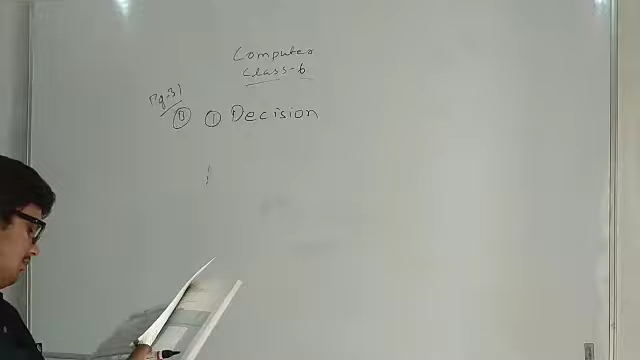 Computer
Class-6
Pg.31
B ① Decision